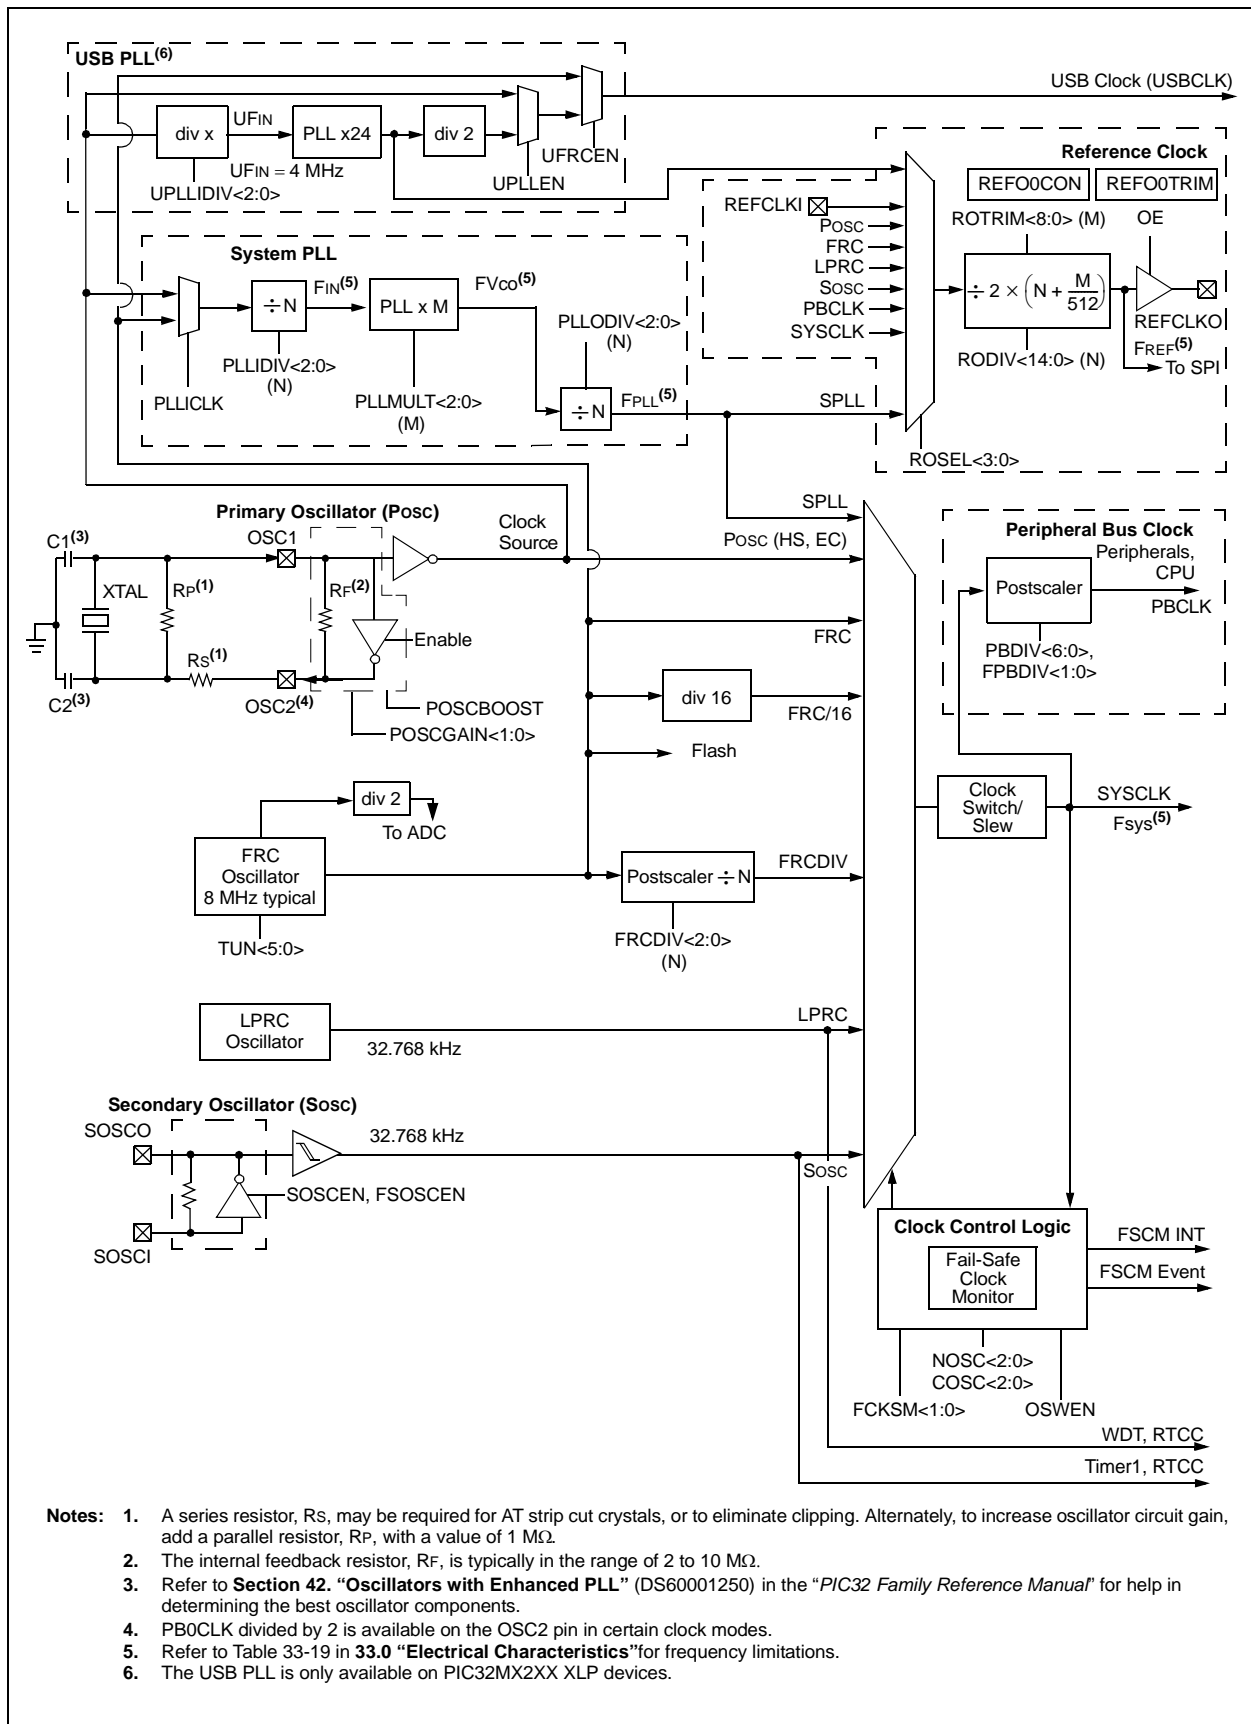 USB PLL(6)
USB Clock (USBCLK)
div x
UFIN
PLL x24
div 2
UFIN = 4 MHz
UFRCEN
UPLLIDIV<2:0>
UPLLEN
Reference Clock
REFO0CON
REFO0TRIM
REFCLKI
POSC
FRC
LPRC
SOSC
PBCLK
SYSCLK
ROTRIM<8:0> (M)
OE
÷ 2 × (N + M/512)
REFCLKO
FREF(5)
To SPI
RODIV<14:0> (N)
SPLL
ROSEL<3:0>
System PLL
÷ N
FIN(5)
PLL x M
FVco(5)
PLLODIV<2:0>
(N)
PLLIDIV<2:0>
(N)
PLLICLK
PLLMULT<2:0>
(M)
÷ N
FPLL(5)
Primary Oscillator (POSC)
C1(3)
OSC1
Clock
Source
XTAL
RP(1)
RF(2)
Enable
RS(1)
C2(3)
OSC2(4)
POSCBOOST
POSCGAIN<1:0>
SPLL
POSC (HS, EC)
FRC
div 16
FRC/16
Flash
Peripheral Bus Clock
Peripherals,
CPU
Postscaler
PBCLK
PBDIV<6:0>,
FPBDIV<1:0>
div 2
To ADC
FRC
Oscillator
8 MHz typical
TUN<5:0>
Postscaler ÷ N
FRCDIV
FRCDIV<2:0>
(N)
Clock
Switch/
Slew
SYSCLK
Fsys(5)
LPRC
Oscillator
32.768 kHz
LPRC
Secondary Oscillator (SOSC)
SOSCO
32.768 kHz
SOSC
SOSCEN, FSOSCEN
SOSCI
Clock Control Logic
Fail-Safe
Clock
Monitor
FSCM INT
FSCM Event
NOSC<2:0>
COSC<2:0>
FCKSM<1:0>
OSWEN
WDT, RTCC
Timer1, RTCC
Notes: 1. A series resistor, RS, may be required for AT strip cut crystals, or to eliminate clipping. Alternately, to increase oscillator circuit gain,
add a parallel resistor, RP, with a value of 1 MΩ.
2. The internal feedback resistor, RF, is typically in the range of 2 to 10 MΩ.
3. Refer to Section 42. “Oscillators with Enhanced PLL” (DS60001250) in the “PIC32 Family Reference Manual” for help in
determining the best oscillator components.
4. PB0CLK divided by 2 is available on the OSC2 pin in certain clock modes.
5. Refer to Table 33-19 in 33.0 “Electrical Characteristics”for frequency limitations.
6. The USB PLL is only available on PIC32MX2XX XLP devices.